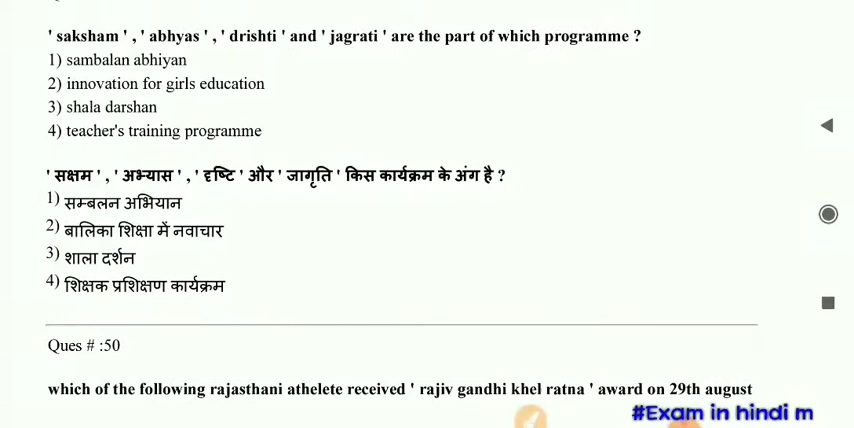 ' saksham ' , ' abhyas ' , ' drishti ' and ' jagrati ' are the part of which programme ?
1) sambalan abhiyan
2) innovation for girls education
3) shala darshan
4) teacher's training programme
' सक्षम ' , ' अभ्यास ' , ' दृष्टि ' और ' जागृति ' किस कार्यक्रम के अंग है ?
1) सम्बलन अभियान
2) बालिका शिक्षा में नवाचार
3) शाला दर्शन
4) शिक्षक प्रशिक्षण कार्यक्रम
Ques # :50
which of the following rajasthani athelete received ' rajiv gandhi khel ratna ' award on 29th august
#Exam in hindi m